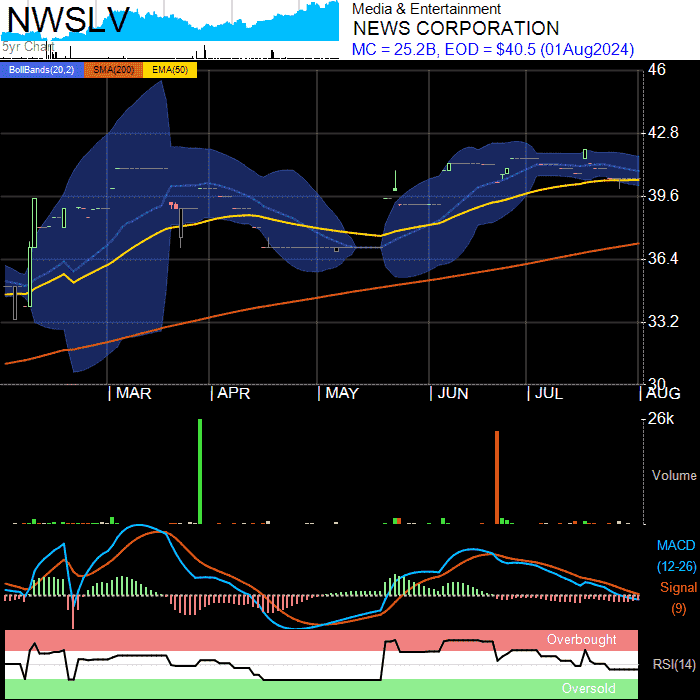 NWSLV
5yr Chart
Media & Entertainment
NEWS CORPORATION
MC = 25.2B, EOD = $40.5 (01Aug2024)
BollBands(20,2) SMA(200) EMA(50)
46
42.8
39.6
36.4
33.2
30
MAR APR MAY JUN JUL AUG
26k
Volume
MACD
(12-26)
Signal
(9)
Overbought
RSI(14)
Oversold